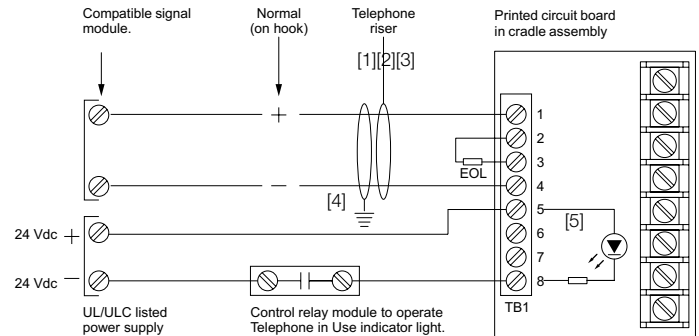 Compatible signal
module.
Normal
(on hook)
Telephone
riser
Printed circuit board
in cradle assembly
[1][2][3]
+
1
2
3
EOL
4
—
[4]
5
[5]
24 Vdc +
6
7
24 Vdc —
8
TB1
UL/ULC listed
power supply
Control relay module to operate
Telephone in Use indicator light.